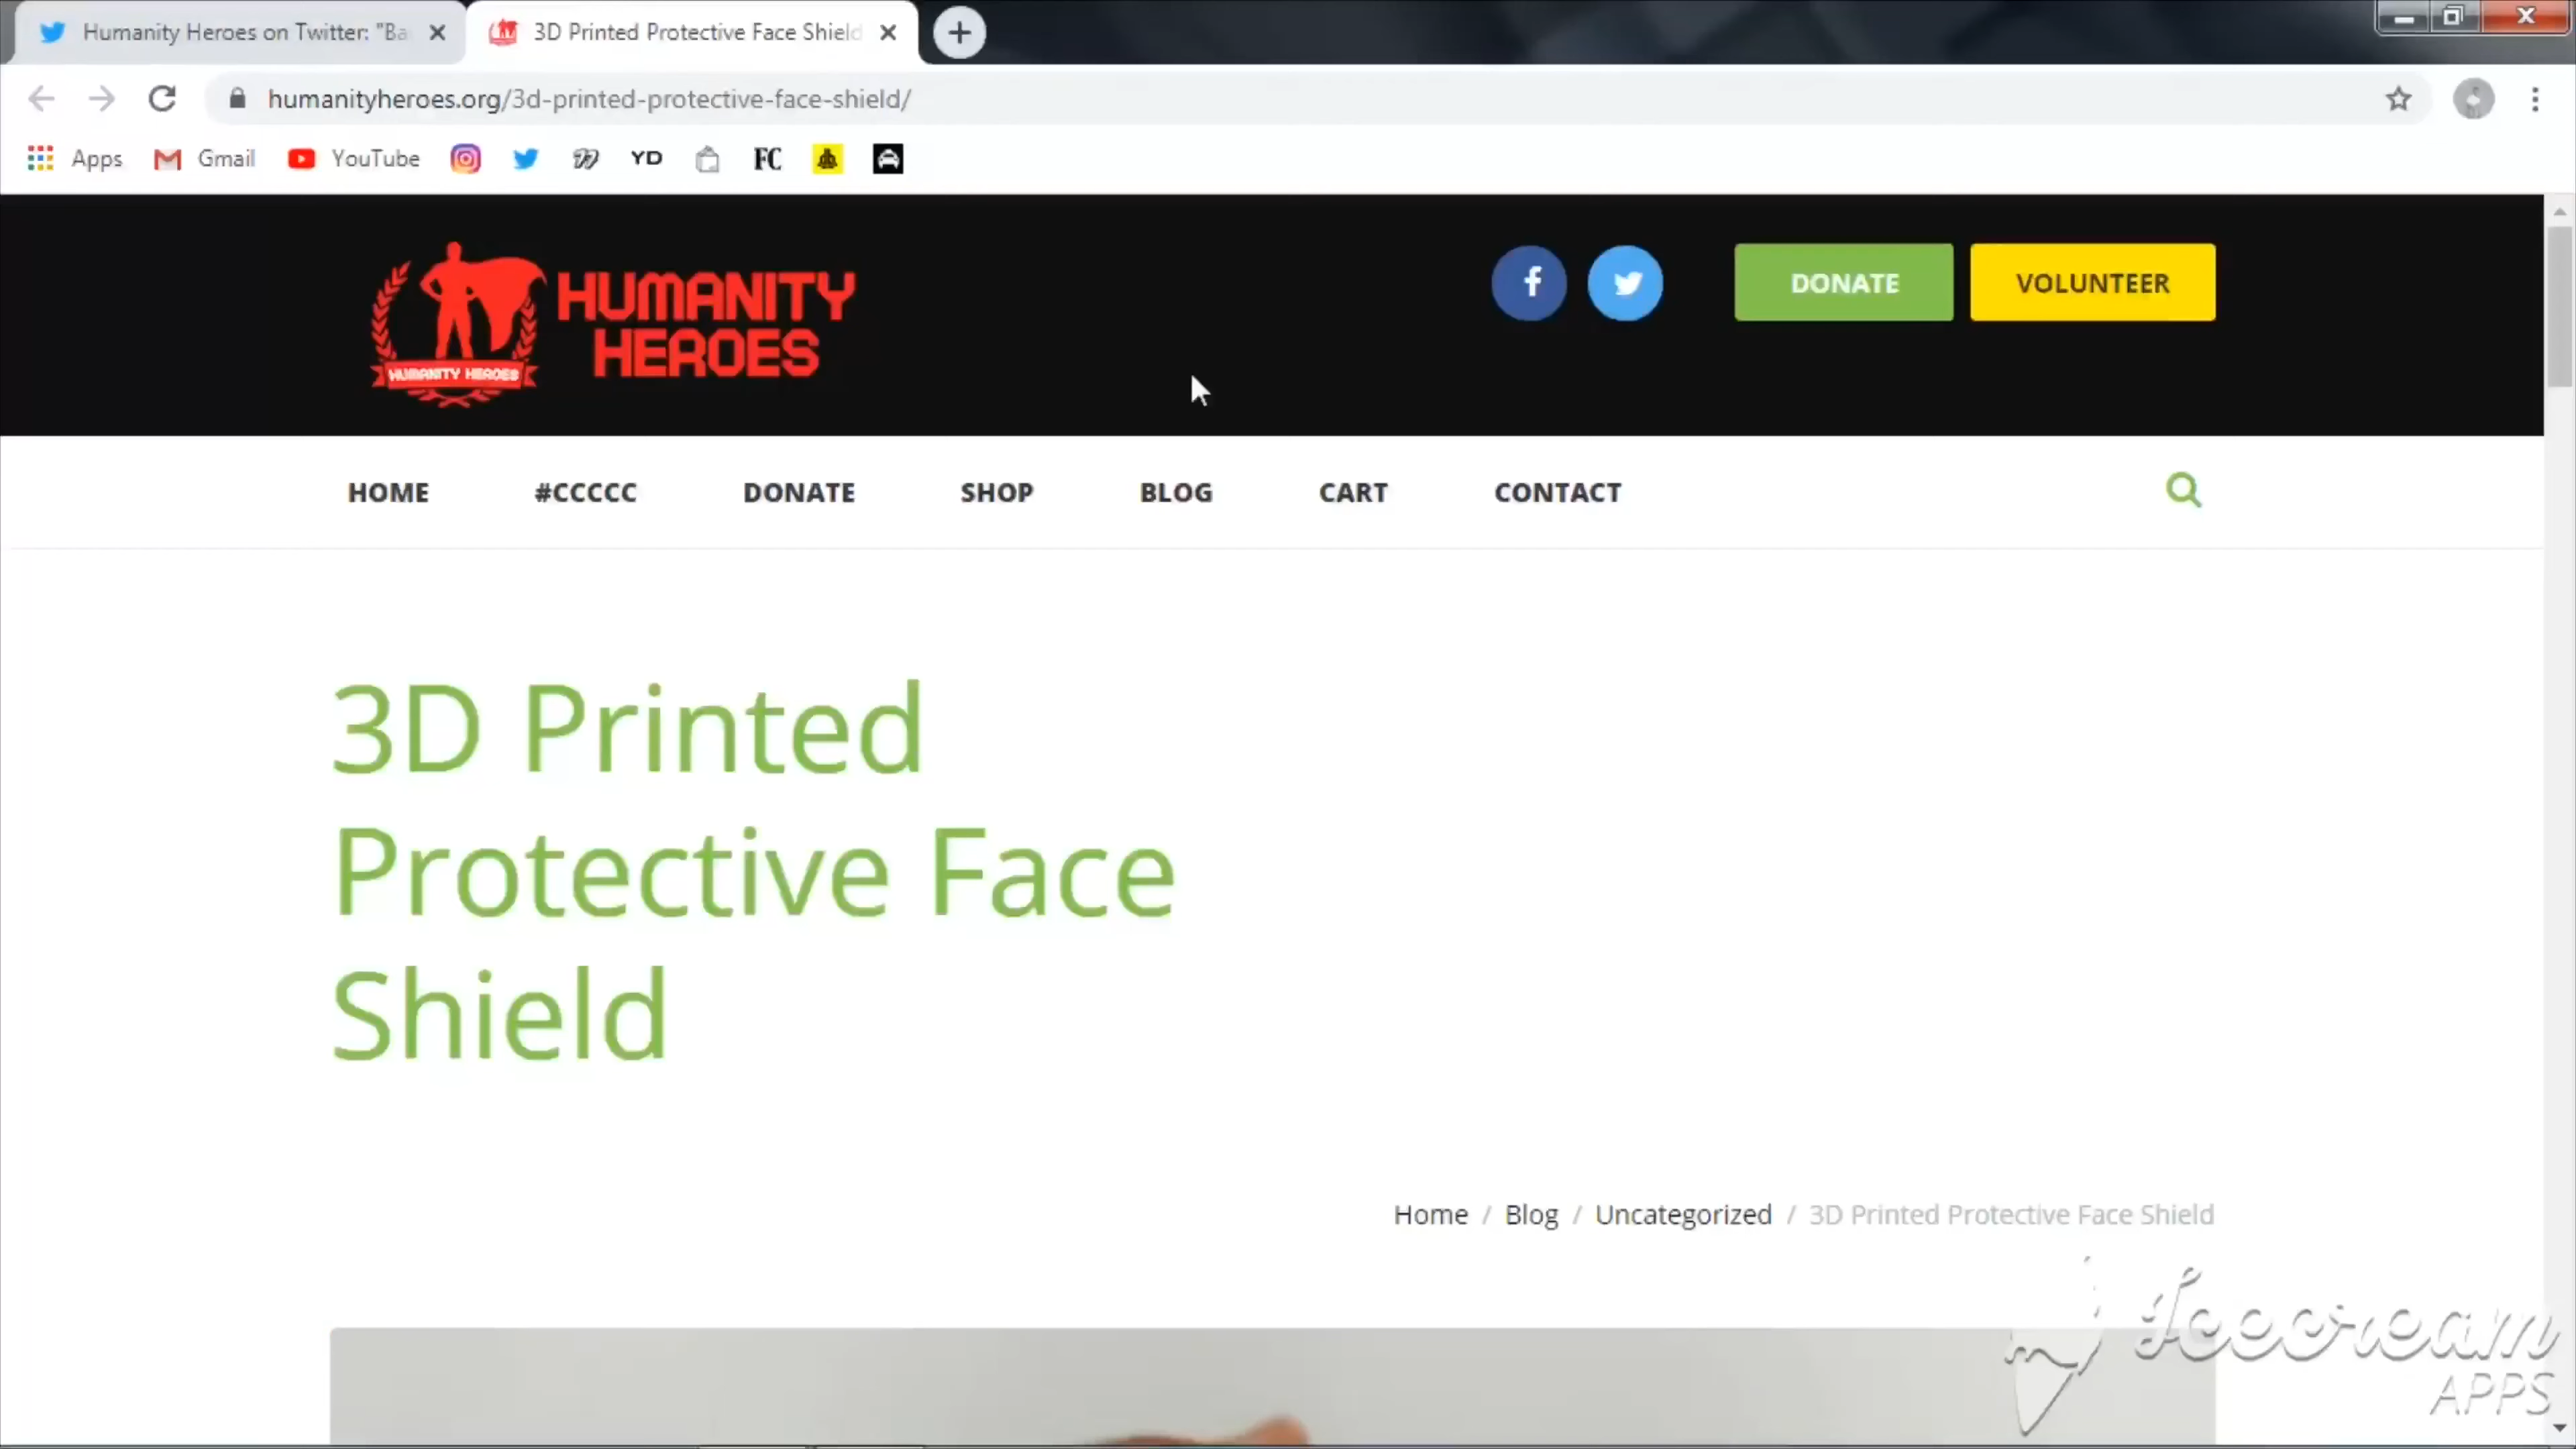 Humanity Heroes on Twitter: "Ba
3D Printed Protective Face Shield
humanityheroes.org/3d-printed-protective-face-shield/
Apps
Gmail
YouTube
YD
FC
HUMANITY HEROES
HUMANITY
HEROES
DONATE
VOLUNTEER
HOME
#CCCCC
DONATE
SHOP
BLOG
CART
CONTACT
3D Printed
Protective Face
Shield
Home / Blog / Uncategorized / 3D Printed Protective Face Shield
Icecream
APPS